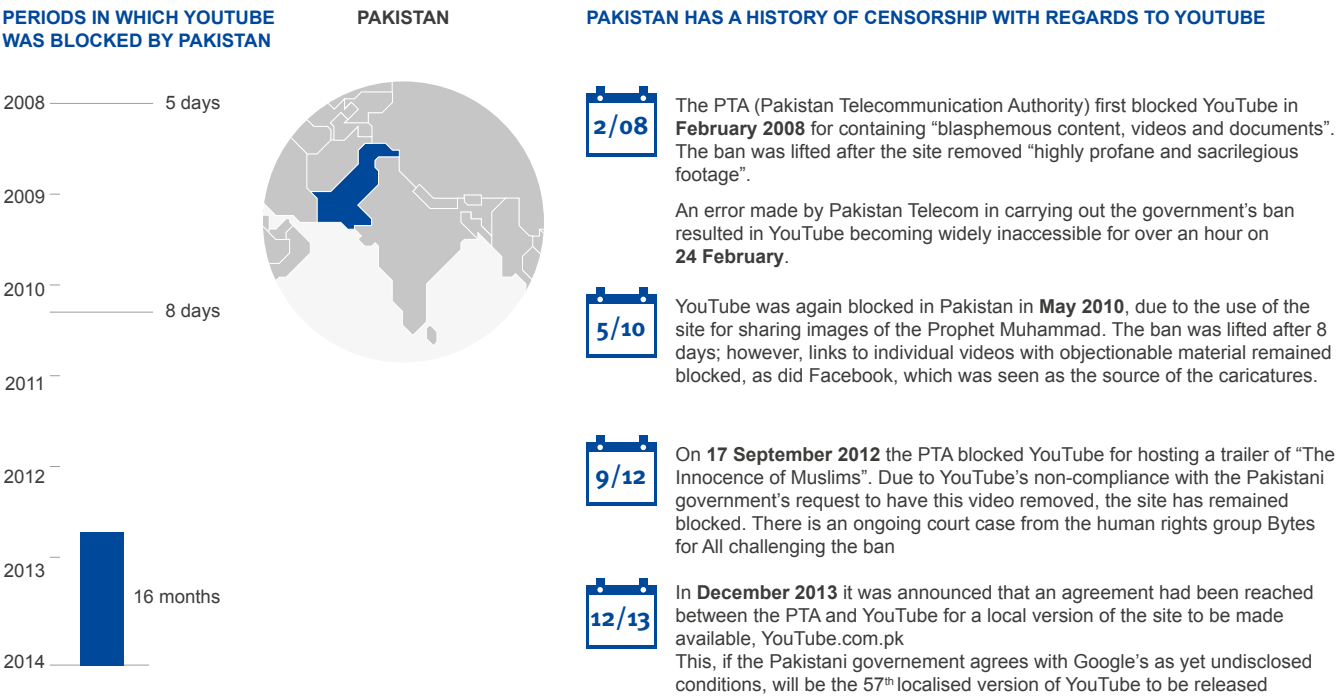 PERIODS IN WHICH YOUTUBE
WAS BLOCKED BY PAKISTAN
2008
5 days
2009
2010
8 days
2011
2012
2013
16 months
2014
PAKISTAN
PAKISTAN HAS A HISTORY OF CENSORSHIP WITH REGARDS TO YOUTUBE
2/08
The PTA (Pakistan Telecommunication Authority) first blocked YouTube in
February 2008 for containing “blasphemous content, videos and documents”.
The ban was lifted after the site removed “highly profane and sacrilegious
footage”.
An error made by Pakistan Telecom in carrying out the government’s ban
resulted in YouTube becoming widely inaccessible for over an hour on
24 February.
5/10
YouTube was again blocked in Pakistan in May 2010, due to the use of the
site for sharing images of the Prophet Muhammad. The ban was lifted after 8
days; however, links to individual videos with objectionable material remained
blocked, as did Facebook, which was seen as the source of the caricatures.
9/12
On 17 September 2012 the PTA blocked YouTube for hosting a trailer of “The
Innocence of Muslims”. Due to YouTube’s non-compliance with the Pakistani
government’s request to have this video removed, the site has remained
blocked. There is an ongoing court case from the human rights group Bytes
for All challenging the ban
12/13
In December 2013 it was announced that an agreement had been reached
between the PTA and YouTube for a local version of the site to be made
available, YouTube.com.pk
This, if the Pakistani governement agrees with Google’s as yet undisclosed
conditions, will be the 57th localised version of YouTube to be released